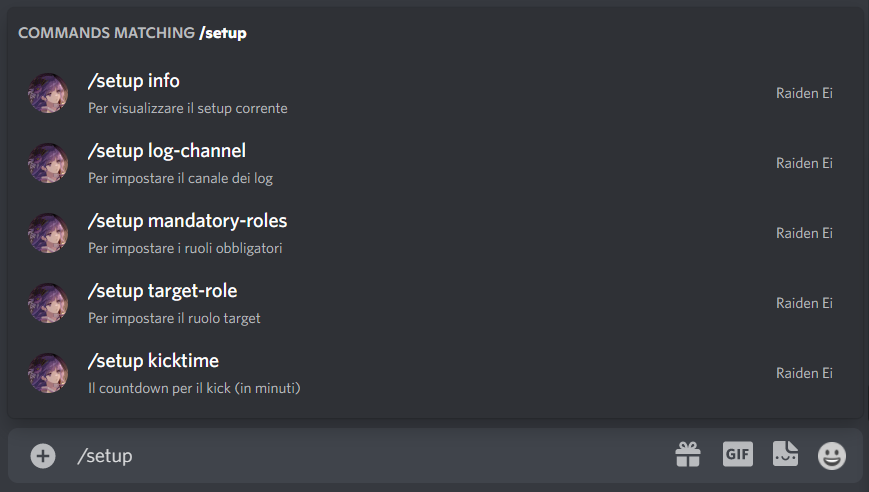 COMMANDS MATCHING /setup
/setup info
Per visualizzare il setup corrente
Raiden Ei
/setup log-channel
Per impostare il canale dei log
Raiden Ei
/setup mandatory-roles
Per impostare i ruoli obbligatori
Raiden Ei
/setup target-role
Per impostare il ruolo target
Raiden Ei
/setup kicktime
Il countdown per il kick (in minuti)
Raiden Ei
/setup
GIF